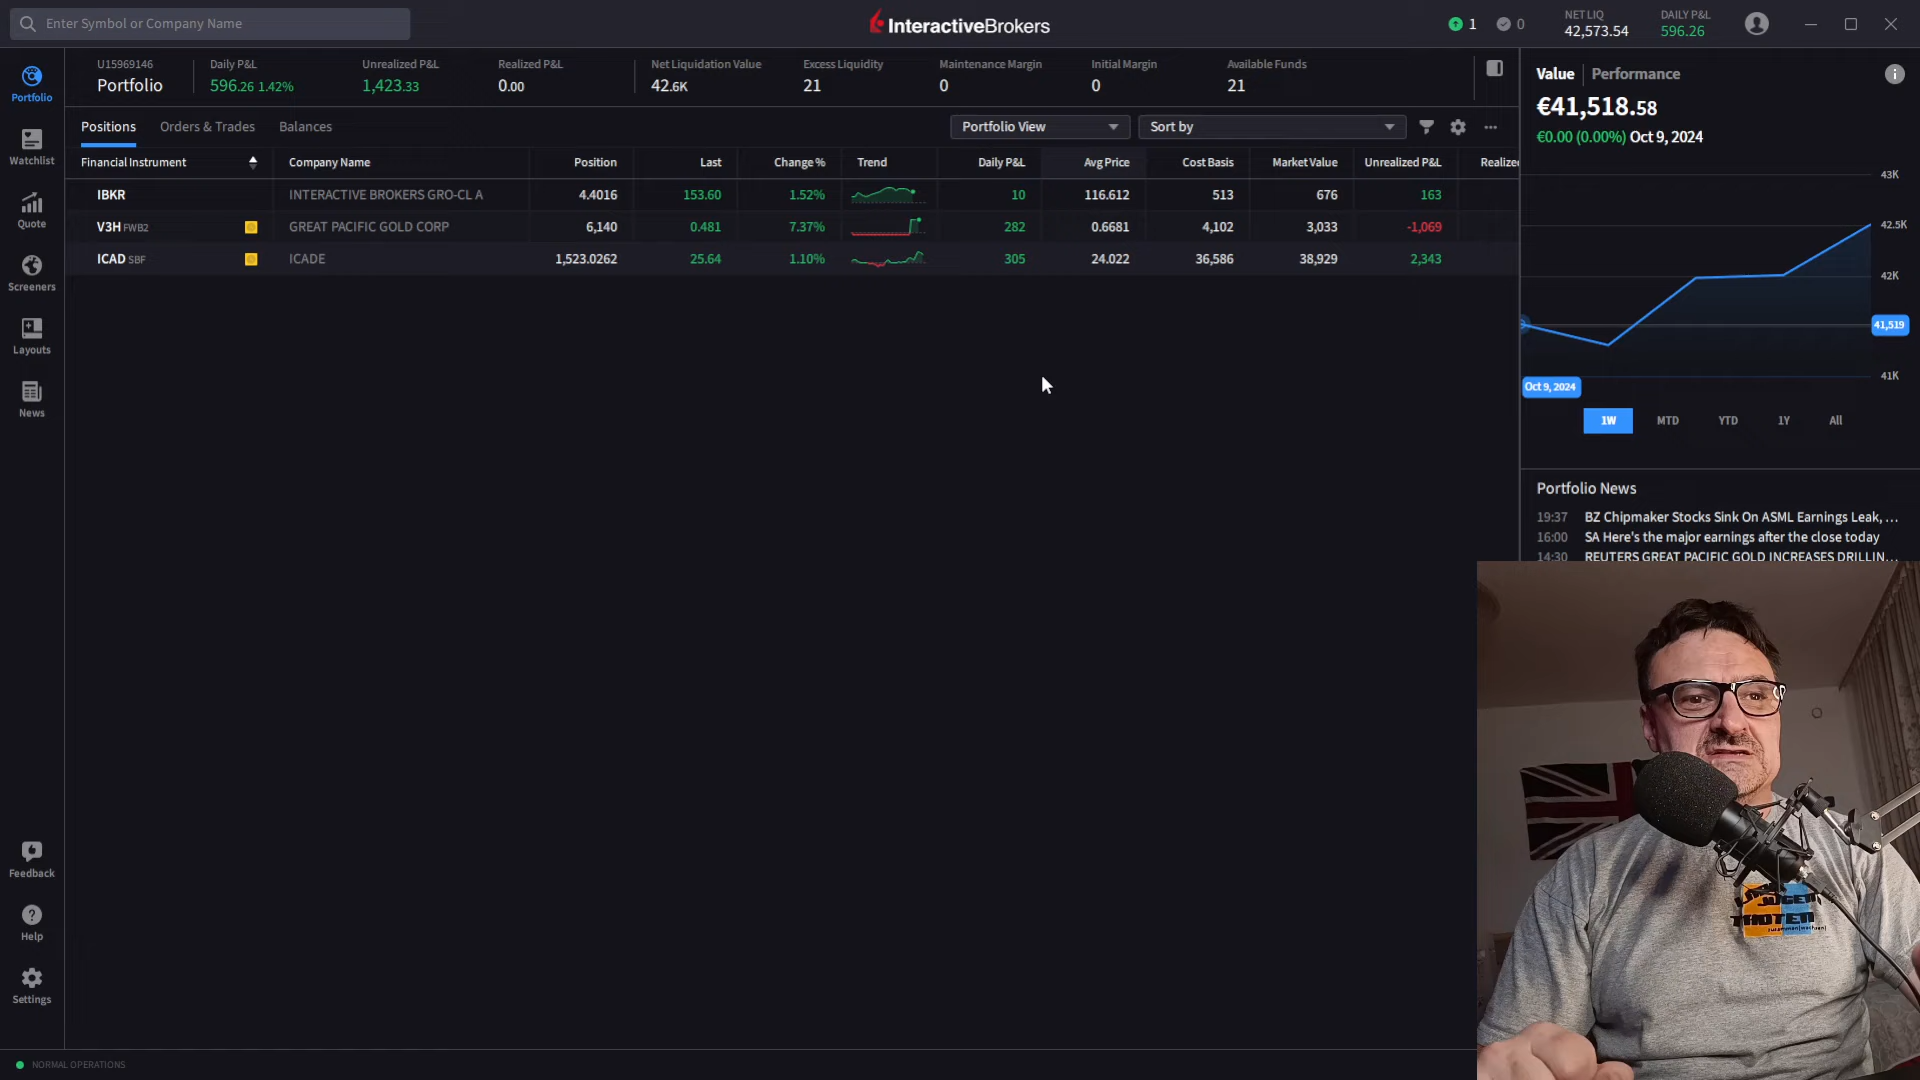 Enter Symbol or Company Name
InteractiveBrokers
1
0
NET LIQ
42,573.54
DAILY P&L
596.26
U15969146
Portfolio
Daily P&L
596.26 1.42%
Unrealized P&L
1,423.33
Realized P&L
0.00
Net Liquidation Value
42.6K
Excess Liquidity
21
Maintenance Margin
0
Initial Margin
0
Available Funds
21
Portfolio
Watchlist
Quote
Screeners
Layouts
News
Feedback
Help
Settings
Positions Orders & Trades Balances
Portfolio View
Sort by
Financial Instrument Company Name Position Last Change % Trend Daily P&L Avg Price Cost Basis Market Value Unrealized P&L Realize
IBKR INTERACTIVE BROKERS GRO-CL A 4.4016 153.60 1.52% 10 116.612 513 676 163
V3H FWB2 GREAT PACIFIC GOLD CORP 6,140 0.481 7.37% 282 0.6681 4,102 3,033 -1,069
ICAD SBF ICADE 1,523.0262 25.64 1.10% 305 24.022 36,586 38,929 2,343
Value Performance
€41,518.58
€0.00 (0.00%) Oct 9, 2024
43K
42.5K
42K
41,519
41K
Oct 9, 2024
1W MTD YTD 1Y All
Portfolio News
19:37 BZ Chipmaker Stocks Sink On ASML Earnings Leak, ...
16:00 SA Here's the major earnings after the close today
14:30 REUTERS GREAT PACIFIC GOLD INCREASES DRILLIN...
NORMAL OPERATIONS